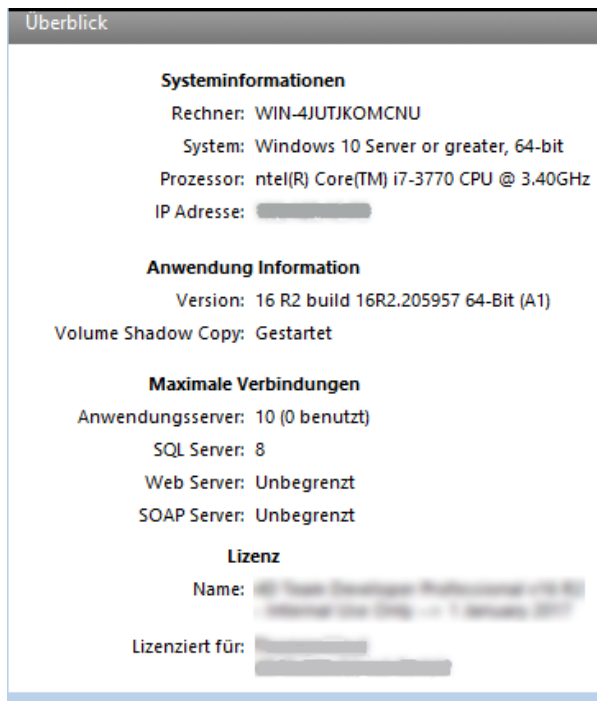 Überblick
Systeminformationen
Rechner: WIN-4JUTJKOMCNU
System: Windows 10 Server or greater, 64-bit
Prozessor: ntel(R) Core(TM) i7-3770 CPU @ 3.40GHz
IP Adresse:
Anwendung Information
Version: 16 R2 build 16R2.205957 64-Bit (A1)
Volume Shadow Copy: Gestartet
Maximale Verbindungen
Anwendungsserver: 10 (0 benutzt)
SQL Server: 8
Web Server: Unbegrenzt
SOAP Server: Unbegrenzt
Lizenz
Name:
Lizenziert für: